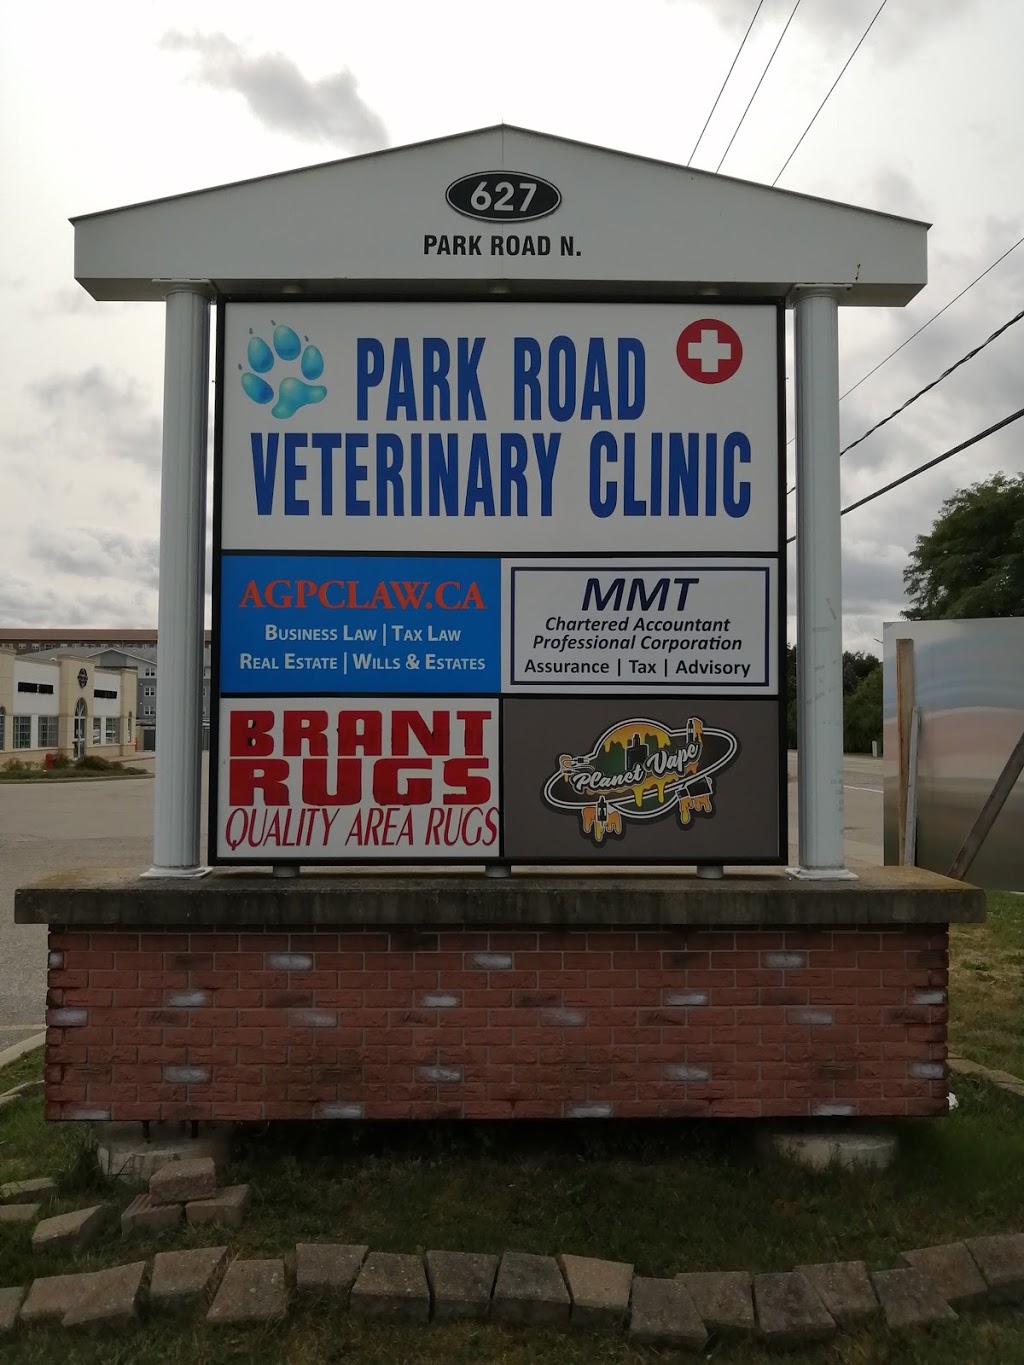 627
PARK ROAD N.
PARK ROAD
VETERINARY CLINIC
AGPCLAW.CA
BUSINESS LAW | TAX LAW
REAL ESTATE | WILLS & ESTATES
MMT
Chartered Accountant
Professional Corporation
Assurance | Tax | Advisory
BRANT
RUGS
QUALITY AREA RUGS
Planet Vape